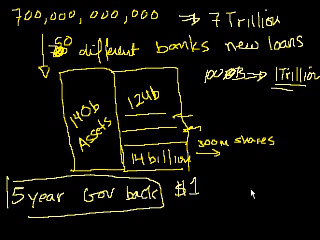 700,000,000,000 ⇒ 7 Trillion
50 different banks new loans
⇒ 1 Trillion
140b
Assets
124b
14 billion
300m shares
5 year Gov back $1